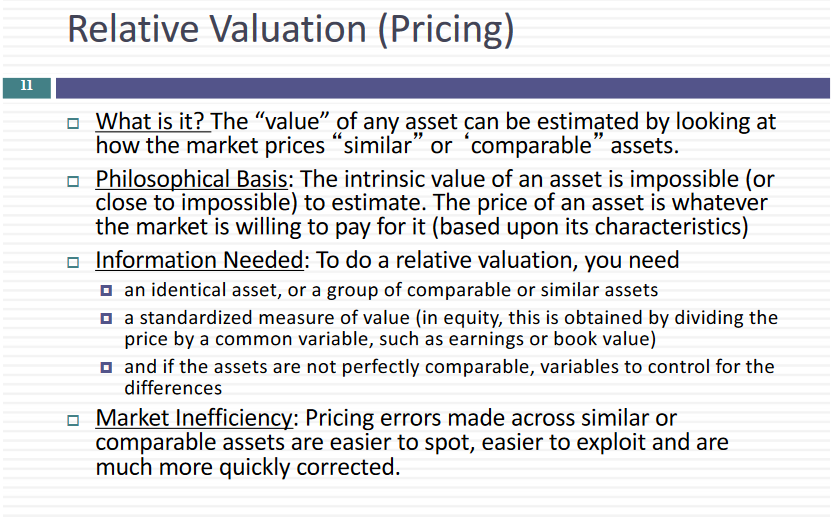 Relative Valuation (Pricing)
11
What is it? The “value” of any asset can be estimated by looking at
how the market prices “similar” or ‘comparable” assets.
Philosophical Basis: The intrinsic value of an asset is impossible (or
close to impossible) to estimate. The price of an asset is whatever
the market is willing to pay for it (based upon its characteristics)
Information Needed: To do a relative valuation, you need
an identical asset, or a group of comparable or similar assets
a standardized measure of value (in equity, this is obtained by dividing the
price by a common variable, such as earnings or book value)
and if the assets are not perfectly comparable, variables to control for the
differences
Market Inefficiency: Pricing errors made across similar or
comparable assets are easier to spot, easier to exploit and are
much more quickly corrected.